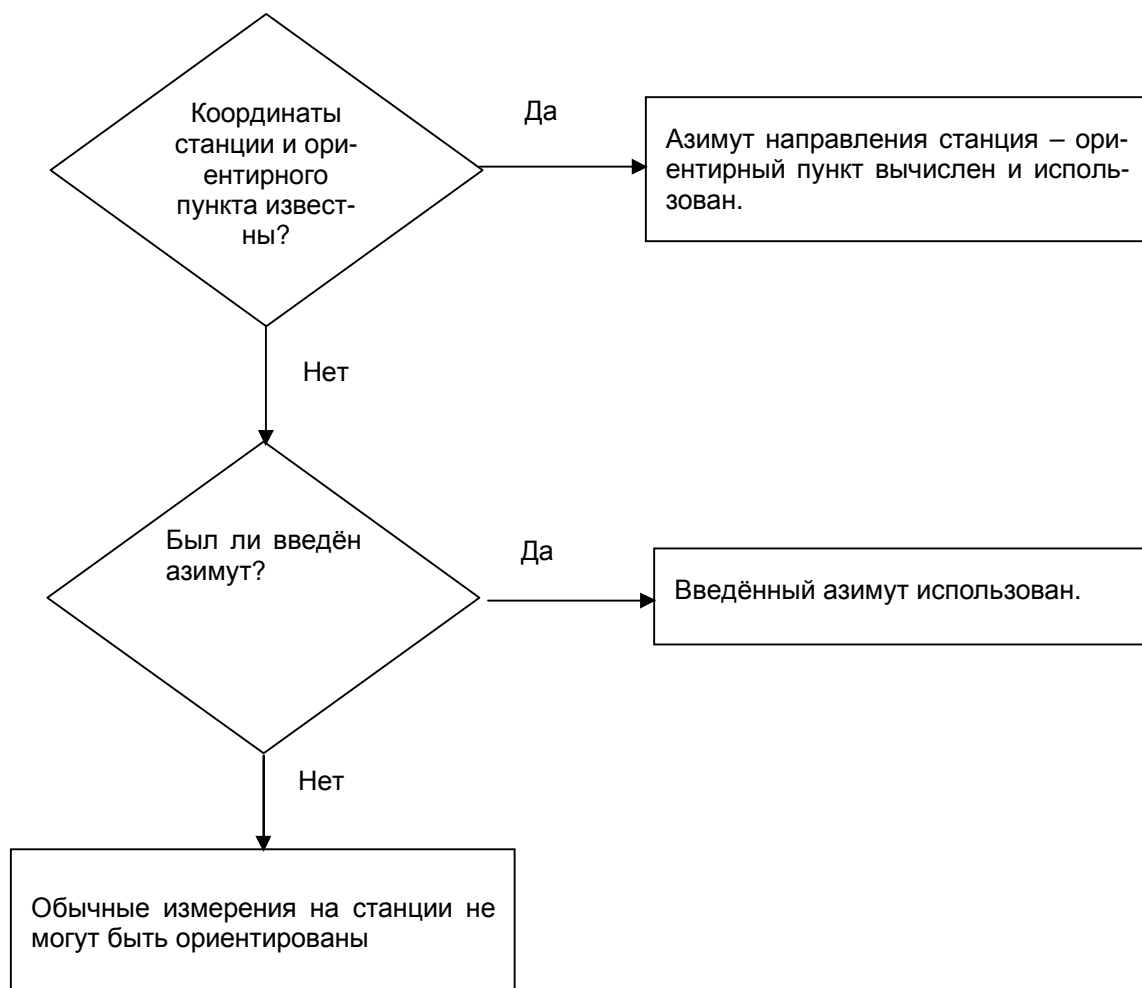 Координаты
станции и ори-
ентирного
пункта извест-
ны?
Да
Азимут направления станция – ори-
ентирный пункт вычислен и исполь-
зован.
Нет
Был ли введён
азимут?
Да
Введённый азимут использован.
Нет
Обычные измерения на станции не
могут быть ориентированы